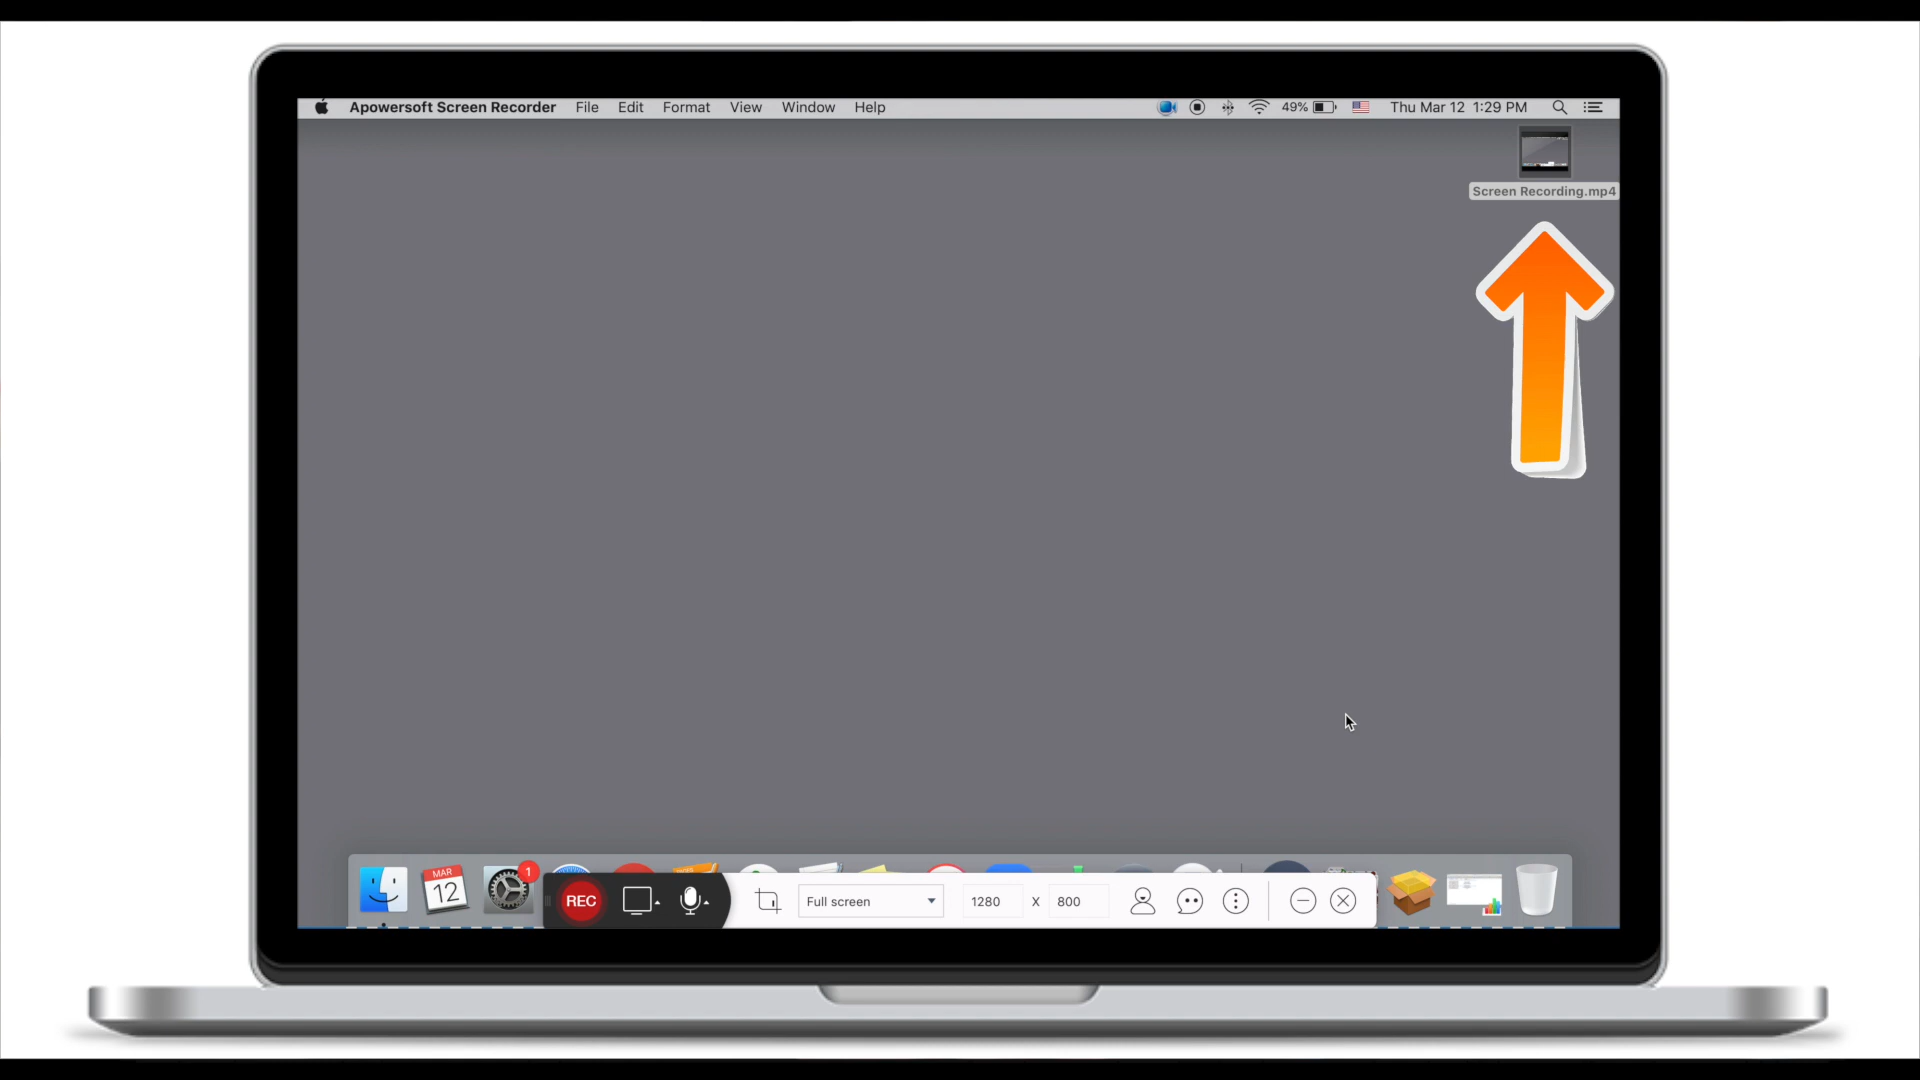 Apowersoft Screen Recorder File Edit Format View Window Help 49% Thu Mar 12 1:29 PM
Screen Recording.mp4
MAR
12
1
REC Full screen 1280 X 800